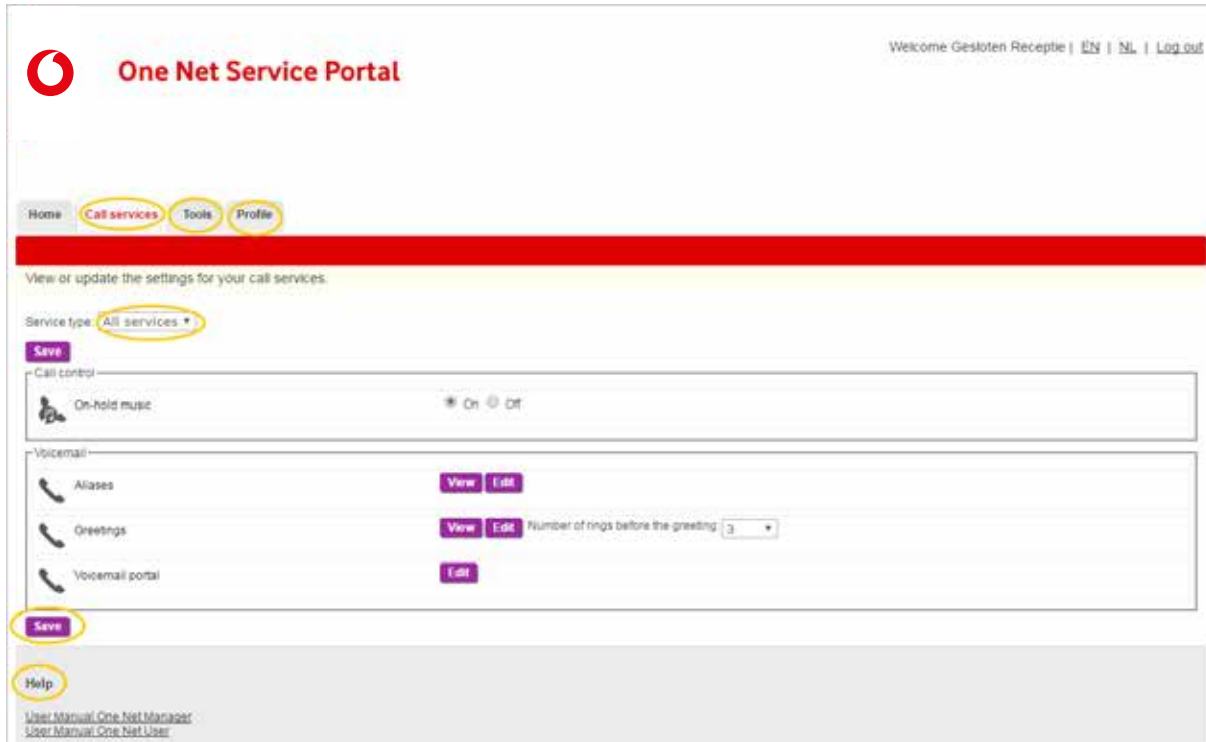 Welcome Gesloten Receptie | EN | NL | Log out
One Net Service Portal
Home Call services Tools Profile
View or update the settings for your call services.
Service type: All services
Save
Call control
On-hold music On Off
Voicemail
Aliases View Edit
Greetings View Edit Number of rings before the greeting 3
Voicemail portal Edit
Save
Help
User Manual One Net Manager
User Manual One Net User